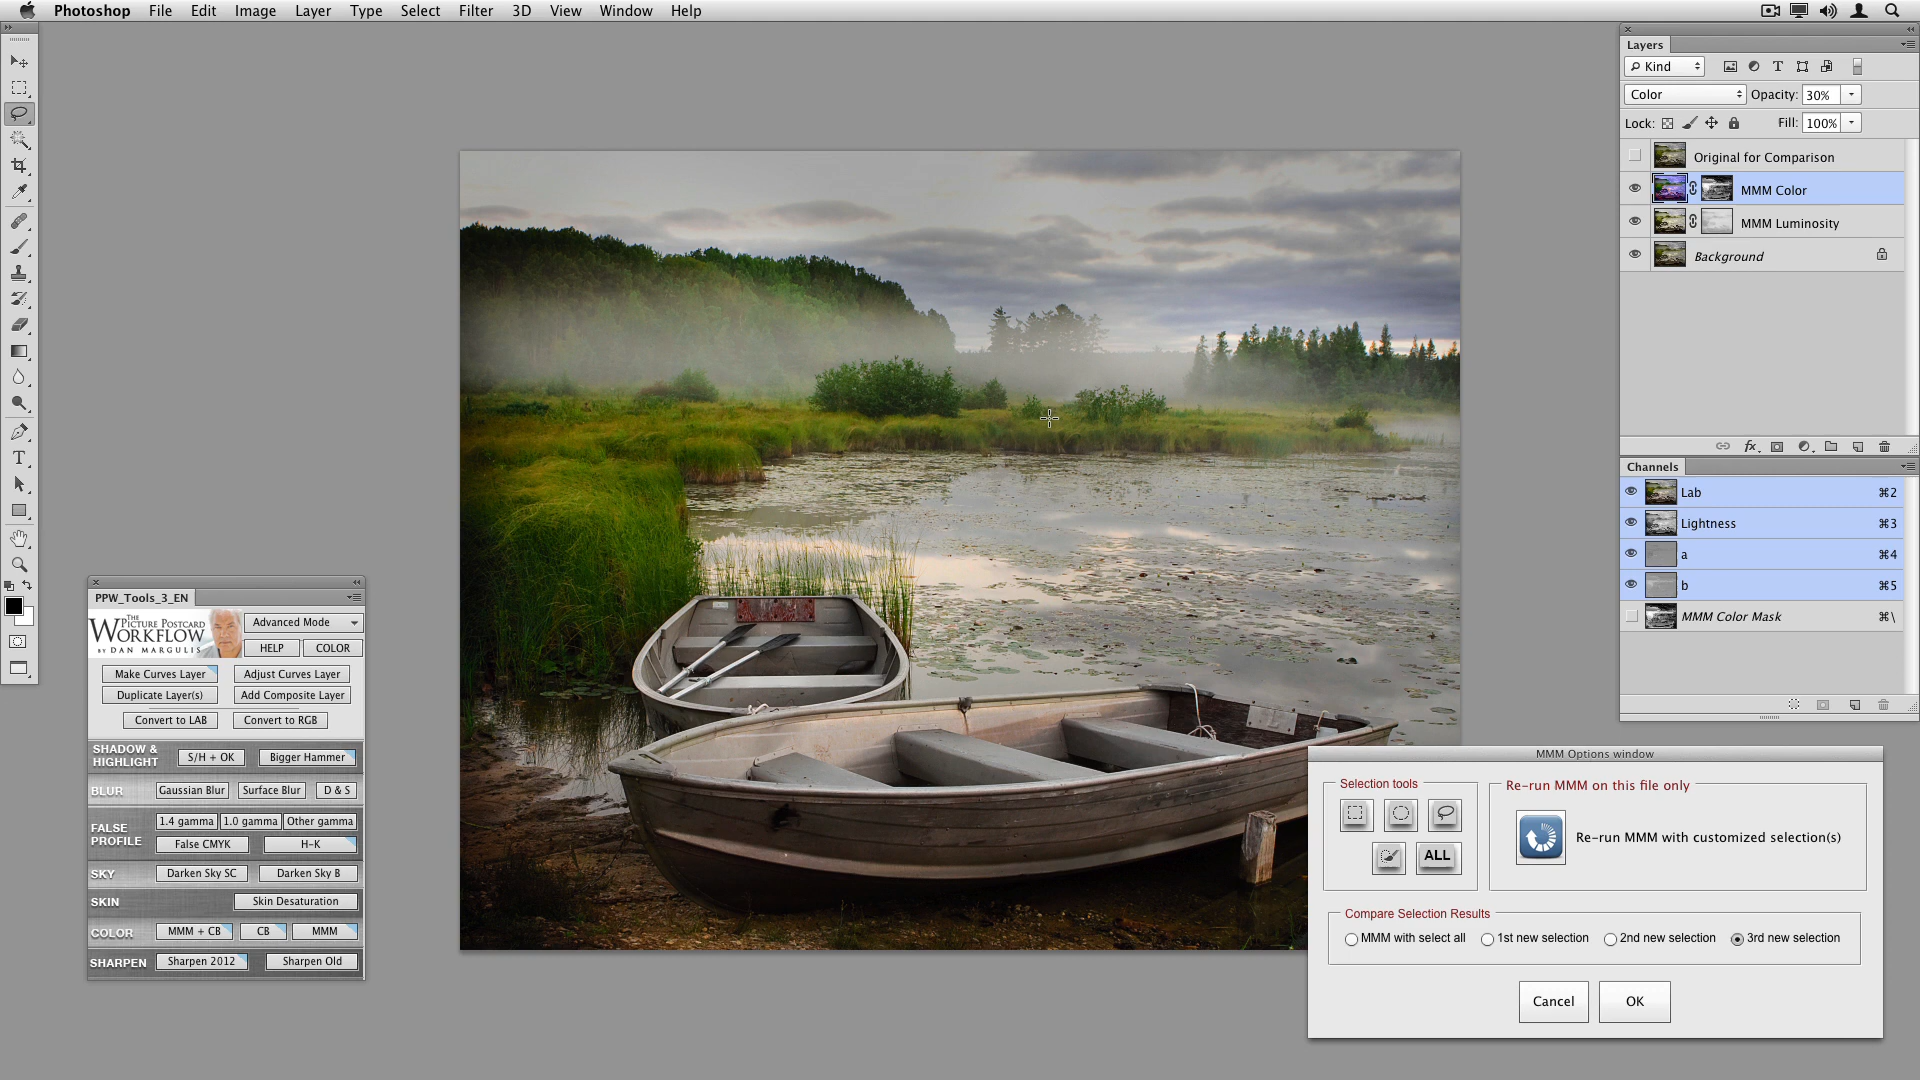 Photoshop File Edit Image Layer Type Select Filter 3D View Window Help
Layers
Kind
Color Opacity: 30%
Lock: Fill: 100%
Original for Comparison
MMM Color
MMM Luminosity
Background
Channels
Lab ⌘2
Lightness ⌘3
a ⌘4
b ⌘5
MMM Color Mask ⌘\
PPW_Tools_3_EN
THE PICTURE POSTCARD
WORKFLOW
BY DAN MARGULIS
Advanced Mode
HELP COLOR
Make Curves Layer Adjust Curves Layer
Duplicate Layer(s) Add Composite Layer
Convert to LAB Convert to RGB
SHADOW & HIGHLIGHT S/H + OK Bigger Hammer
BLUR Gaussian Blur Surface Blur D & S
FALSE PROFILE 1.4 gamma 1.0 gamma Other gamma
False CMYK H-K
SKY Darken Sky SC Darken Sky B
SKIN Skin Desaturation
COLOR MMM + CB CB MMM
SHARPEN Sharpen 2012 Sharpen Old
MMM Options window
Selection tools
ALL
Re-run MMM on this file only
Re-run MMM with customized selection(s)
Compare Selection Results
MMM with select all 1st new selection 2nd new selection 3rd new selection
Cancel OK